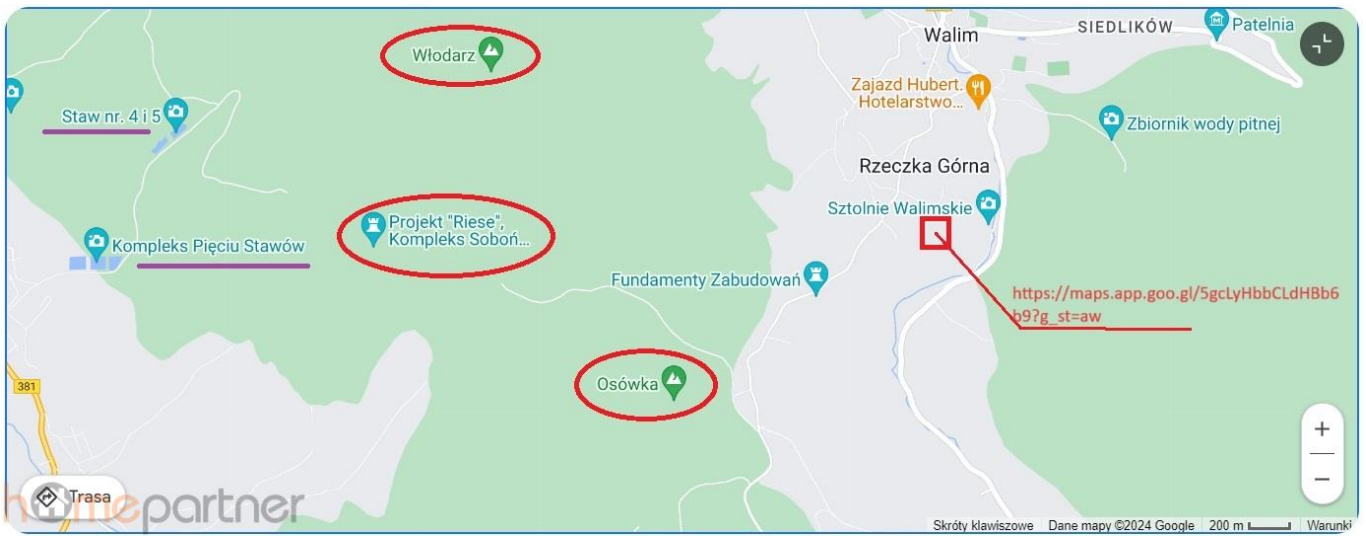 Włodarz
Walim
SIEDLIKÓW
Patelnia
Zajazd Hubert.
Hotelarstwo...
Staw nr. 4 i 5
Zbiornik wody pitnej
Rzeczka Górna
Sztolnie Walimskie
Projekt "Riese",
Kompleks Soboń...
Kompleks Pięciu Stawów
Fundamenty Zabudowań
https://maps.app.goo.gl/5gcLyHbbCLdHBb6
b9?g_st=aw
Osówka
381
+
−
Trasa
homepartner
Skróty klawiszowe Dane mapy ©2024 Google 200 m Warunki